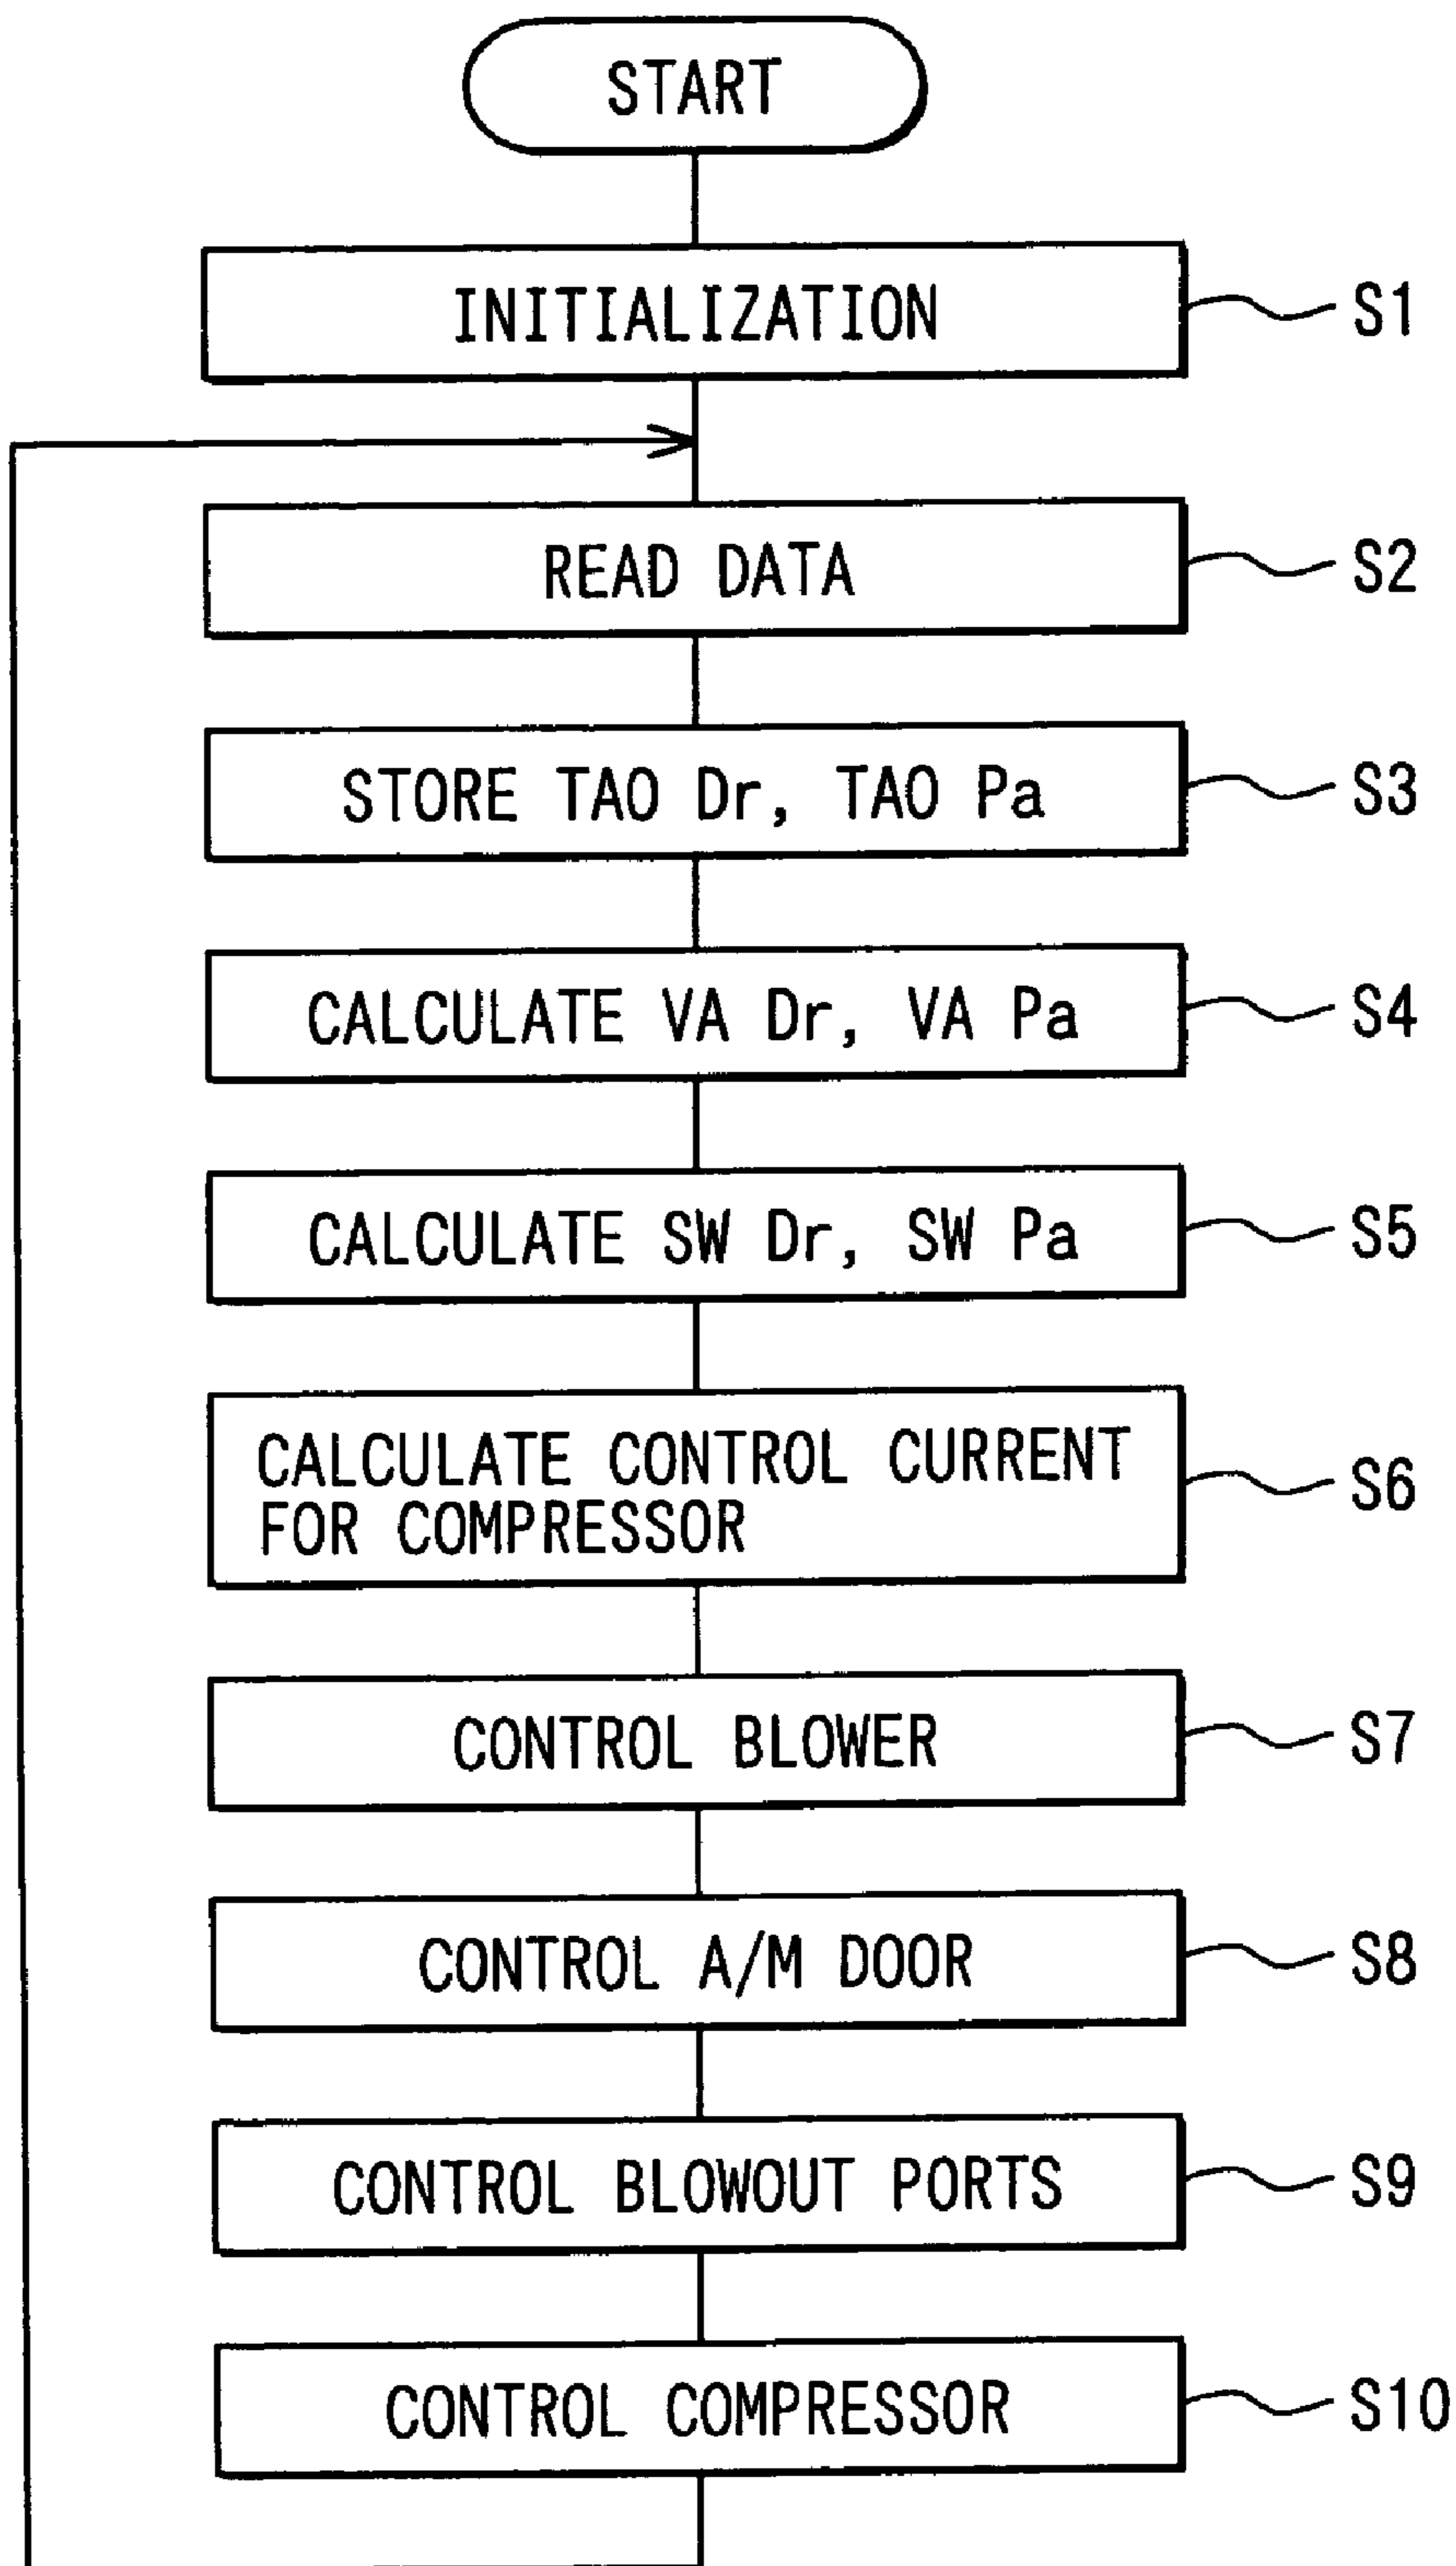 START
INITIALIZATION
S1
READ DATA
S2
STORE TAO Dr, TAO Pa
S3
CALCULATE VA Dr, VA Pa
S4
CALCULATE SW Dr, SW Pa
S5
CALCULATE CONTROL CURRENT
FOR COMPRESSOR
S6
CONTROL BLOWER
S7
CONTROL A/M DOOR
S8
CONTROL BLOWOUT PORTS
S9
CONTROL COMPRESSOR
S10